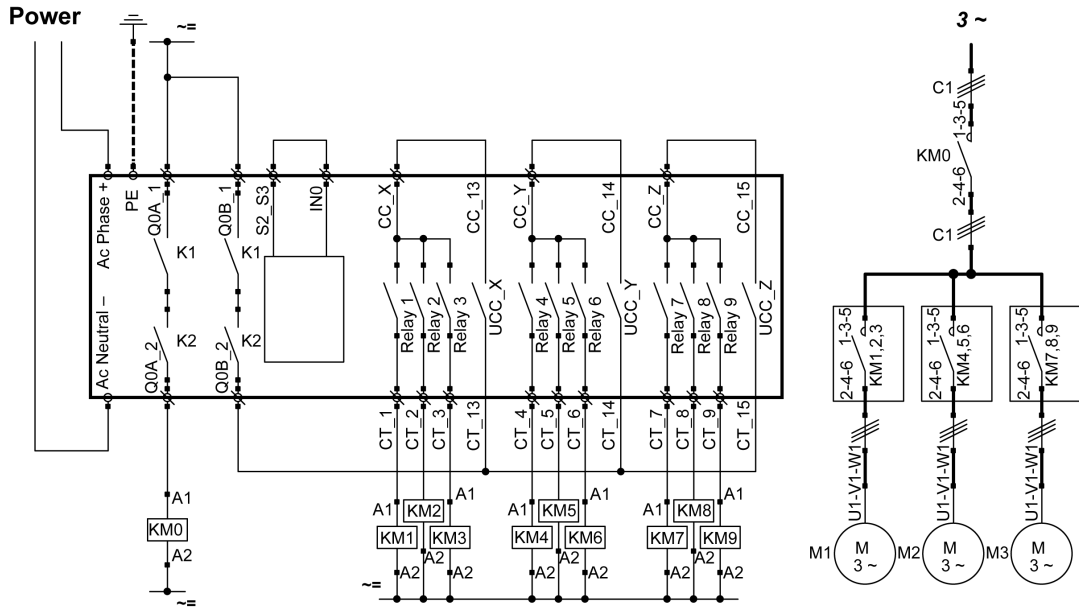 Power
~=
3 ~
C1
1-3-5
KM0
2-4-6
C1
Ac Phase +
PE
Q0A_1
Q0B_1
S2_S3
IN0
CC_X
CC_13
CC_Y
CC_14
CC_Z
CC_15
K1
K1
K2
K2
Relay 1
Relay 2
Relay 3
UCC_X
Relay 4
Relay 5
Relay 6
UCC_Y
Relay 7
Relay 8
Relay 9
UCC_Z
Ac Neutral –
Q0A_2
Q0B_2
CT_1
CT_2
CT_3
CT_13
CT_4
CT_5
CT_6
CT_14
CT_7
CT_8
CT_9
CT_15
1-3-5
2-4-6
KM1,2,3
1-3-5
2-4-6
KM4,5,6
1-3-5
2-4-6
KM7,8,9
U1-V1-W1
U1-V1-W1
U1-V1-W1
A1
KM0
A2
~=
A1
A1
KM2
KM1
KM3
A2
A2
A2
A1
A1
KM5
KM4
KM6
A2
A2
A2
A1
A1
KM8
KM7
KM9
A2
A2
A2
~=
M1
M
3 ~
M2
M
3 ~
M3
M
3 ~